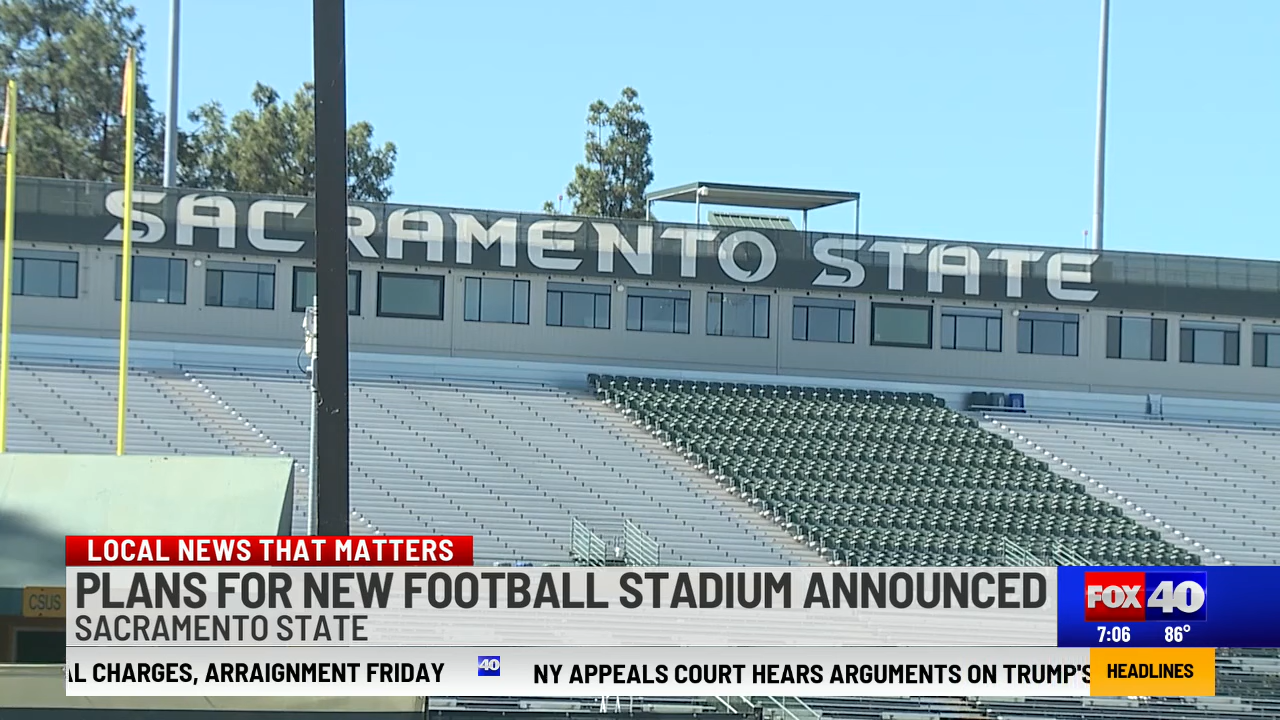 SACRAMENTO STATE
CSUS
LOCAL NEWS THAT MATTERS
PLANS FOR NEW FOOTBALL STADIUM ANNOUNCED
SACRAMENTO STATE
FOX 40
7:06 86°
L CHARGES, ARRAIGNMENT FRIDAY 40 NY APPEALS COURT HEARS ARGUMENTS ON TRUMP'S
HEADLINES